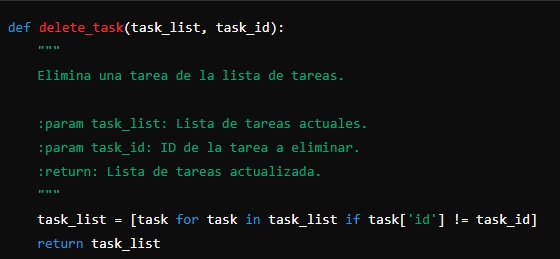 def delete_task(task_list, task_id):
    """
    Elimina una tarea de la lista de tareas.

    :param task_list: Lista de tareas actuales.
    :param task_id: ID de la tarea a eliminar.
    :return: Lista de tareas actualizada.
    """
    task_list = [task for task in task_list if task['id'] != task_id]
    return task_list